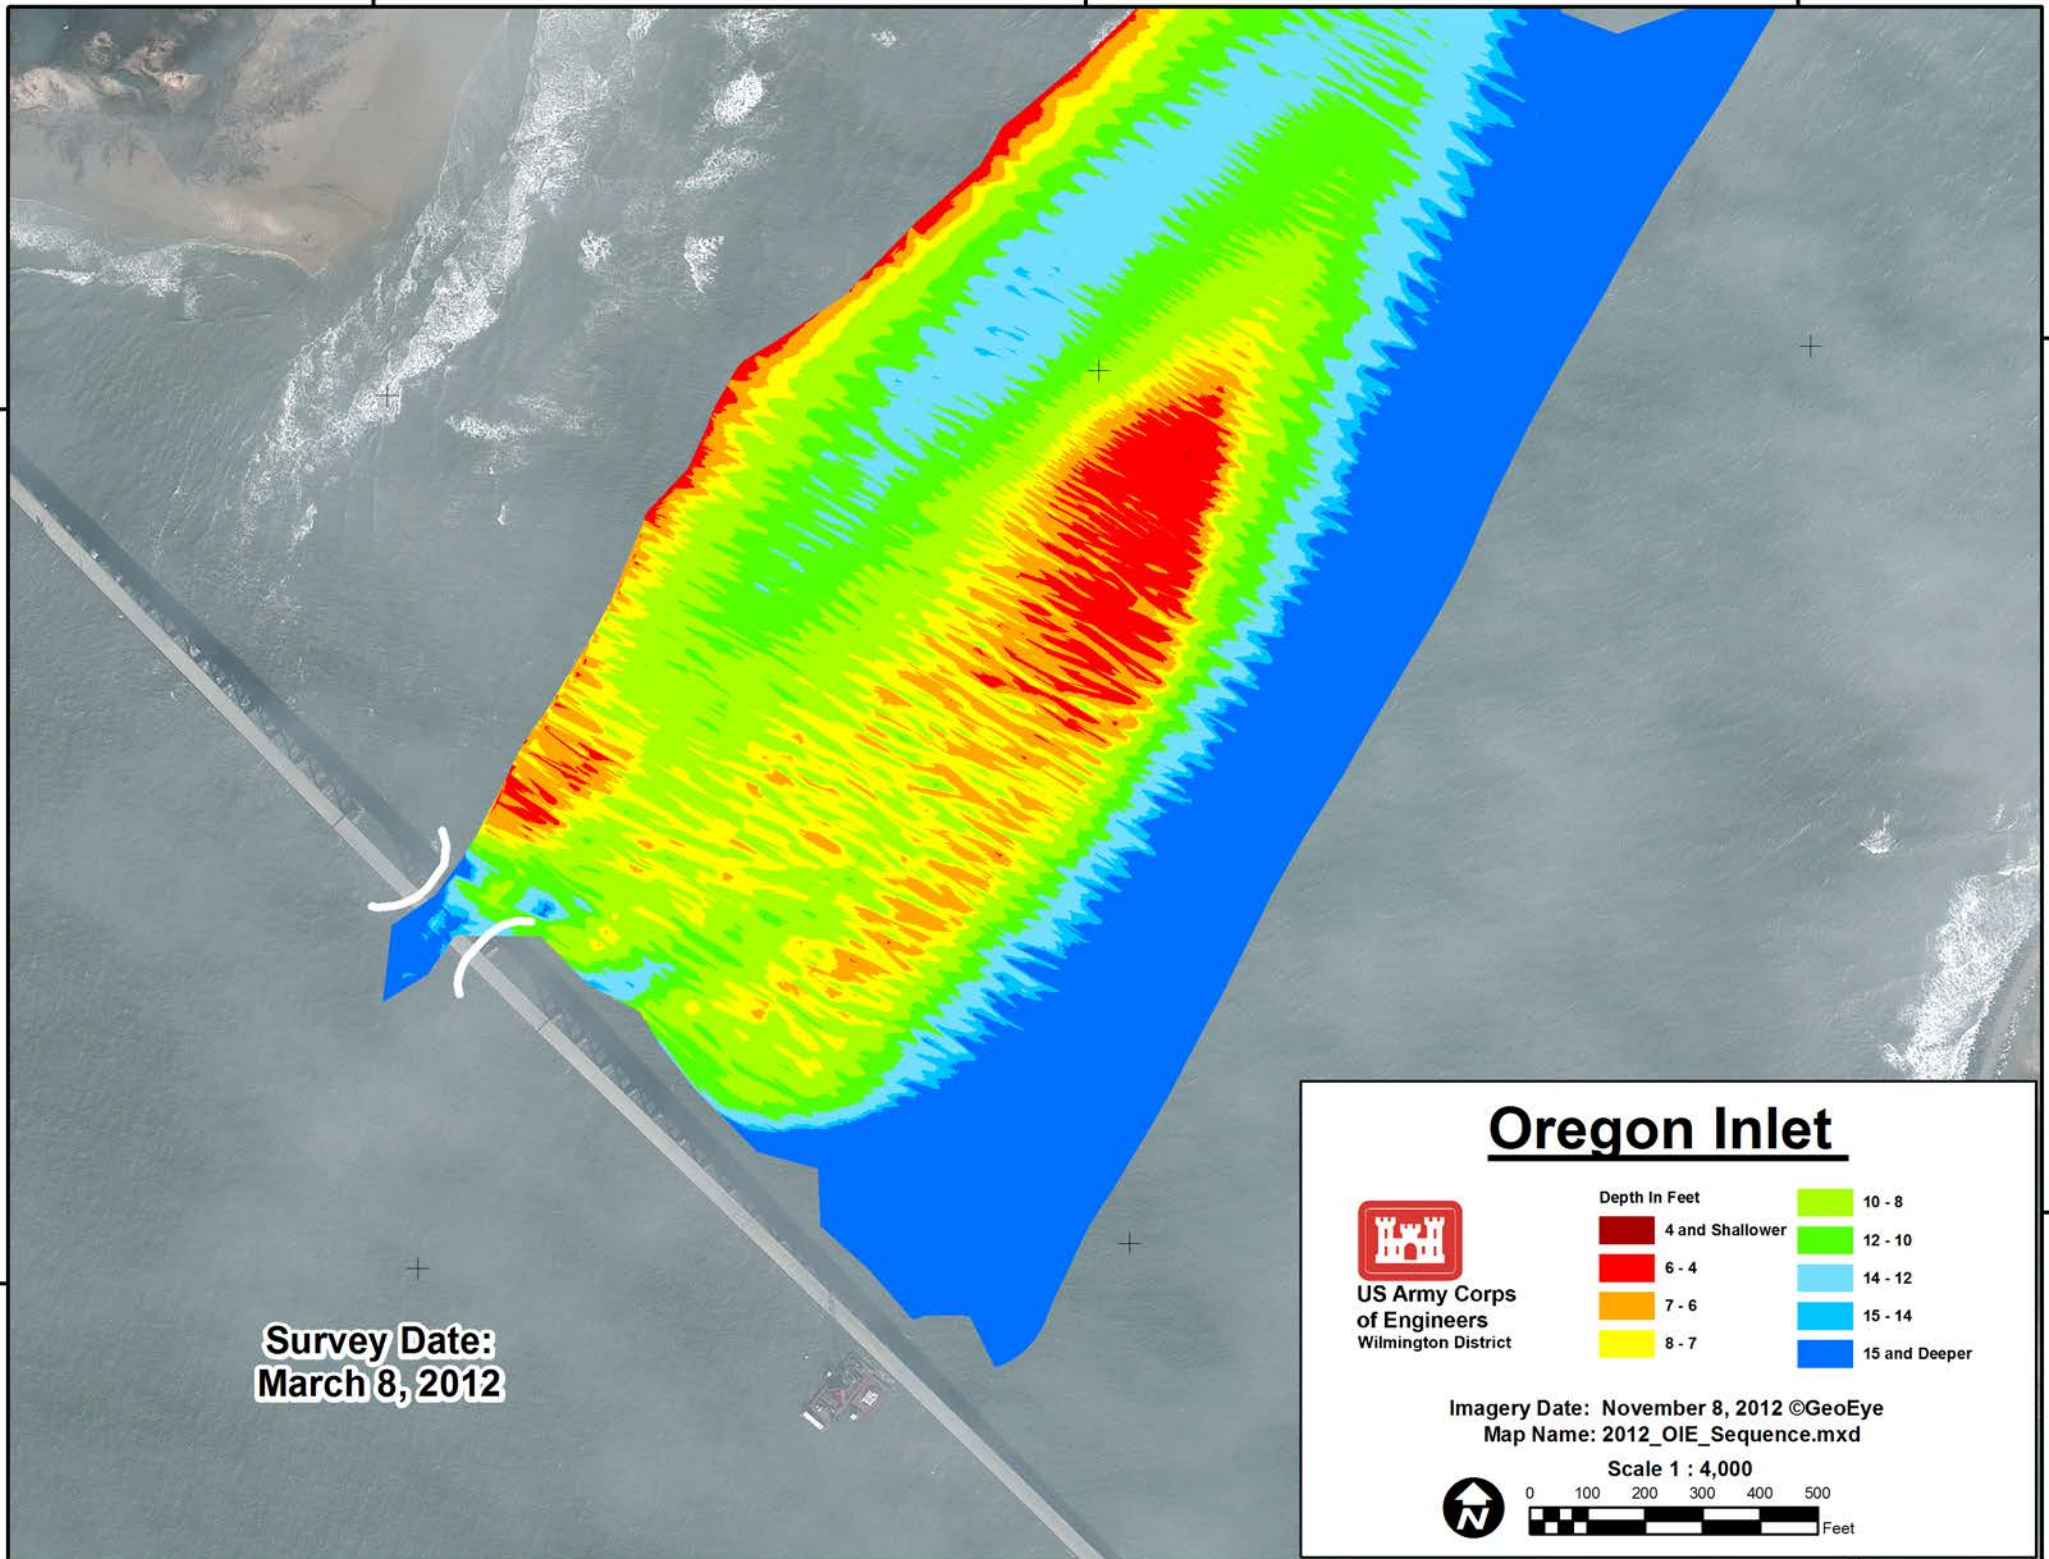 Survey Date:
March 8, 2012
Oregon Inlet
US Army Corps
of Engineers
Wilmington District
Depth In Feet
4 and Shallower
6 - 4
7 - 6
8 - 7
10 - 8
12 - 10
14 - 12
15 - 14
15 and Deeper
Imagery Date: November 8, 2012 ©GeoEye
Map Name: 2012_OIE_Sequence.mxd
Scale 1 : 4,000
N
0 100 200 300 400 500
Feet